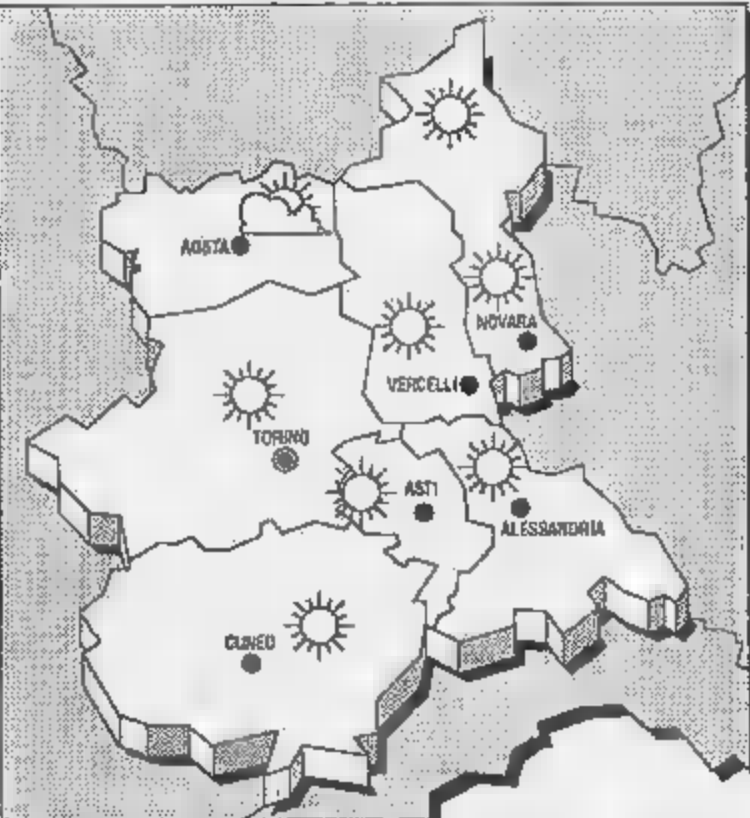 AOSTA
NOVARA
VERCELLI
TORINO
ASTI
ALESSANDRIA
CUNEO